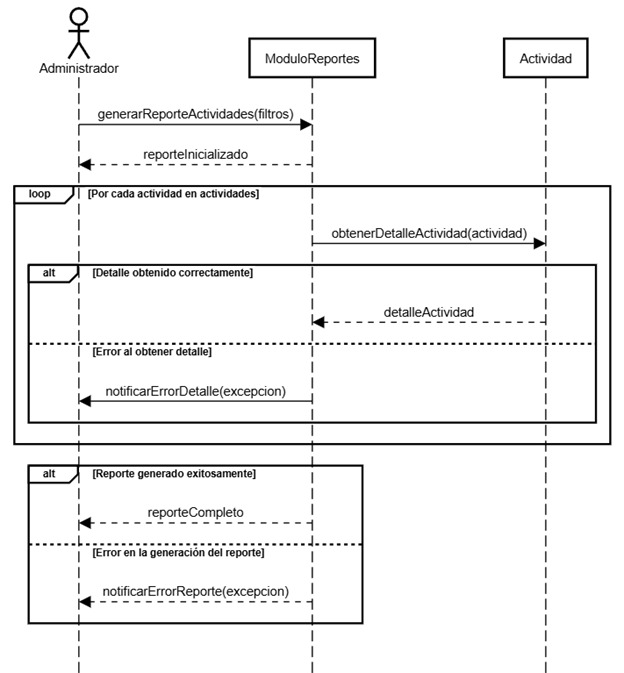 Administrador
ModuloReportes
Actividad
generarReporteActividades(filtros)
reporteInicializado
loop
[Por cada actividad en actividades]
obtenerDetalleActividad(actividad)
alt
[Detalle obtenido correctamente]
detalleActividad
[Error al obtener detalle]
notificarErrorDetalle(excepcion)
alt
[Reporte generado exitosamente]
reporteCompleto
[Error en la generación del reporte]
notificarErrorReporte(excepcion)